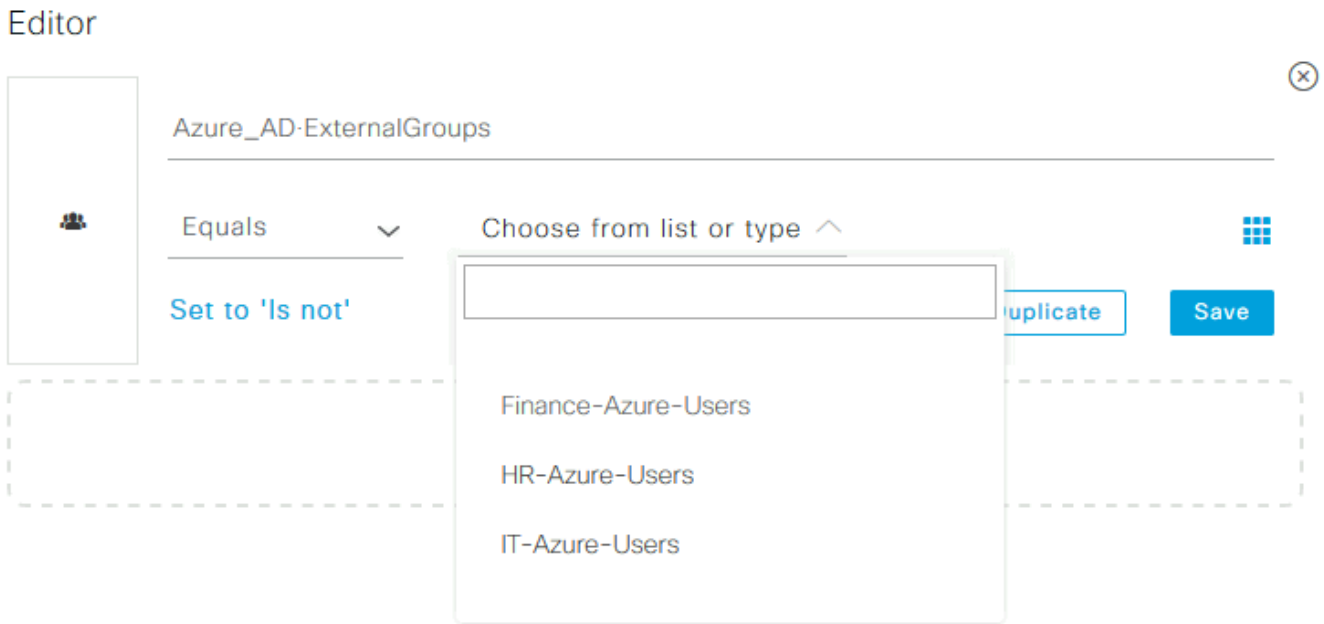 Editor
Azure_AD·ExternalGroups
Equals
Choose from list or type
Set to 'Is not'
uplicate
Save
Finance-Azure-Users
HR-Azure-Users
IT-Azure-Users